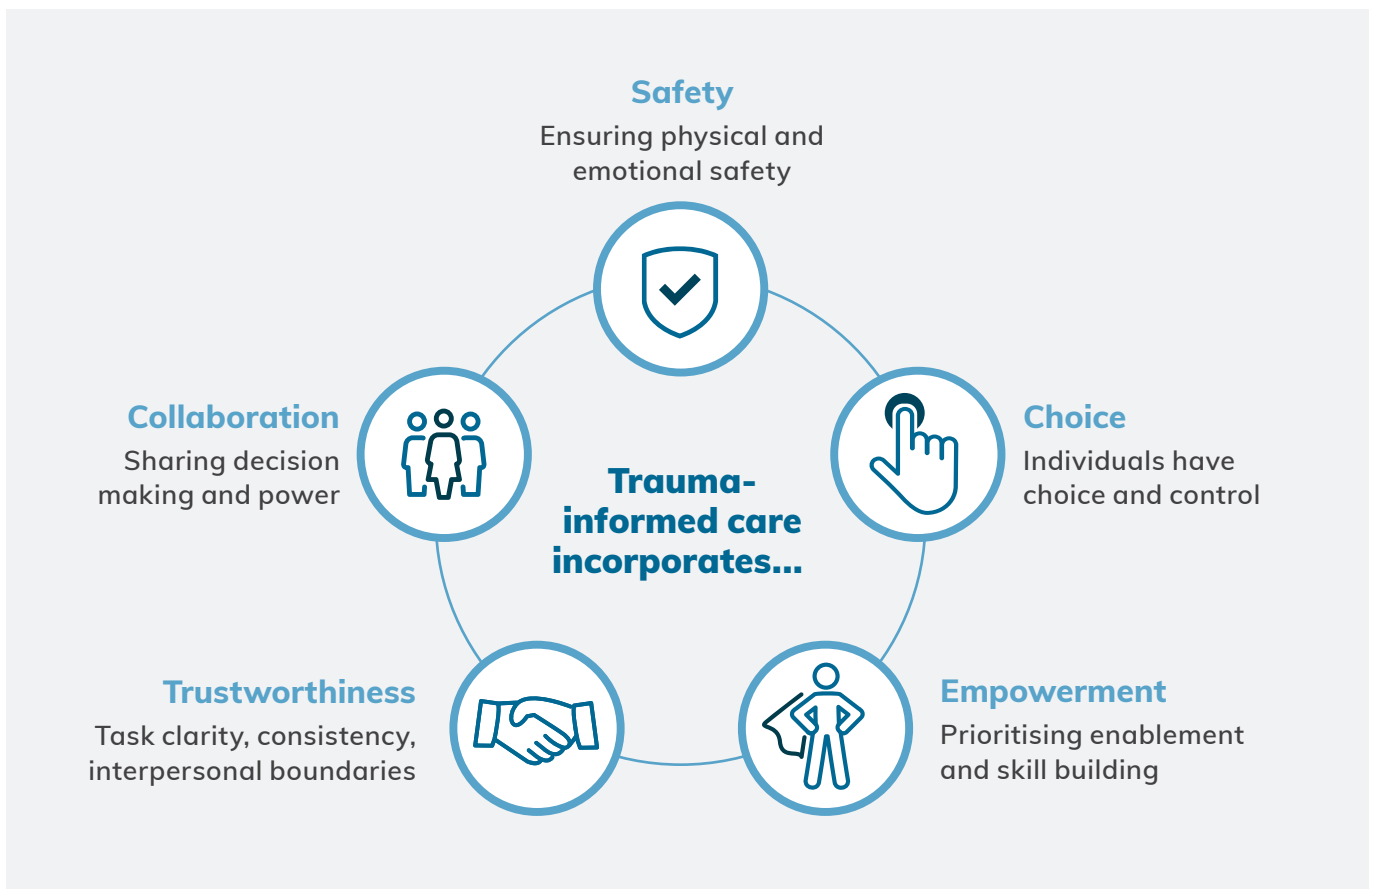 Safety
Ensuring physical and
emotional safety
Collaboration
Sharing decision
making and power
Choice
Individuals have
choice and control
Trauma-
informed care
incorporates...
Trustworthiness
Task clarity, consistency,
interpersonal boundaries
Empowerment
Prioritising enablement
and skill building